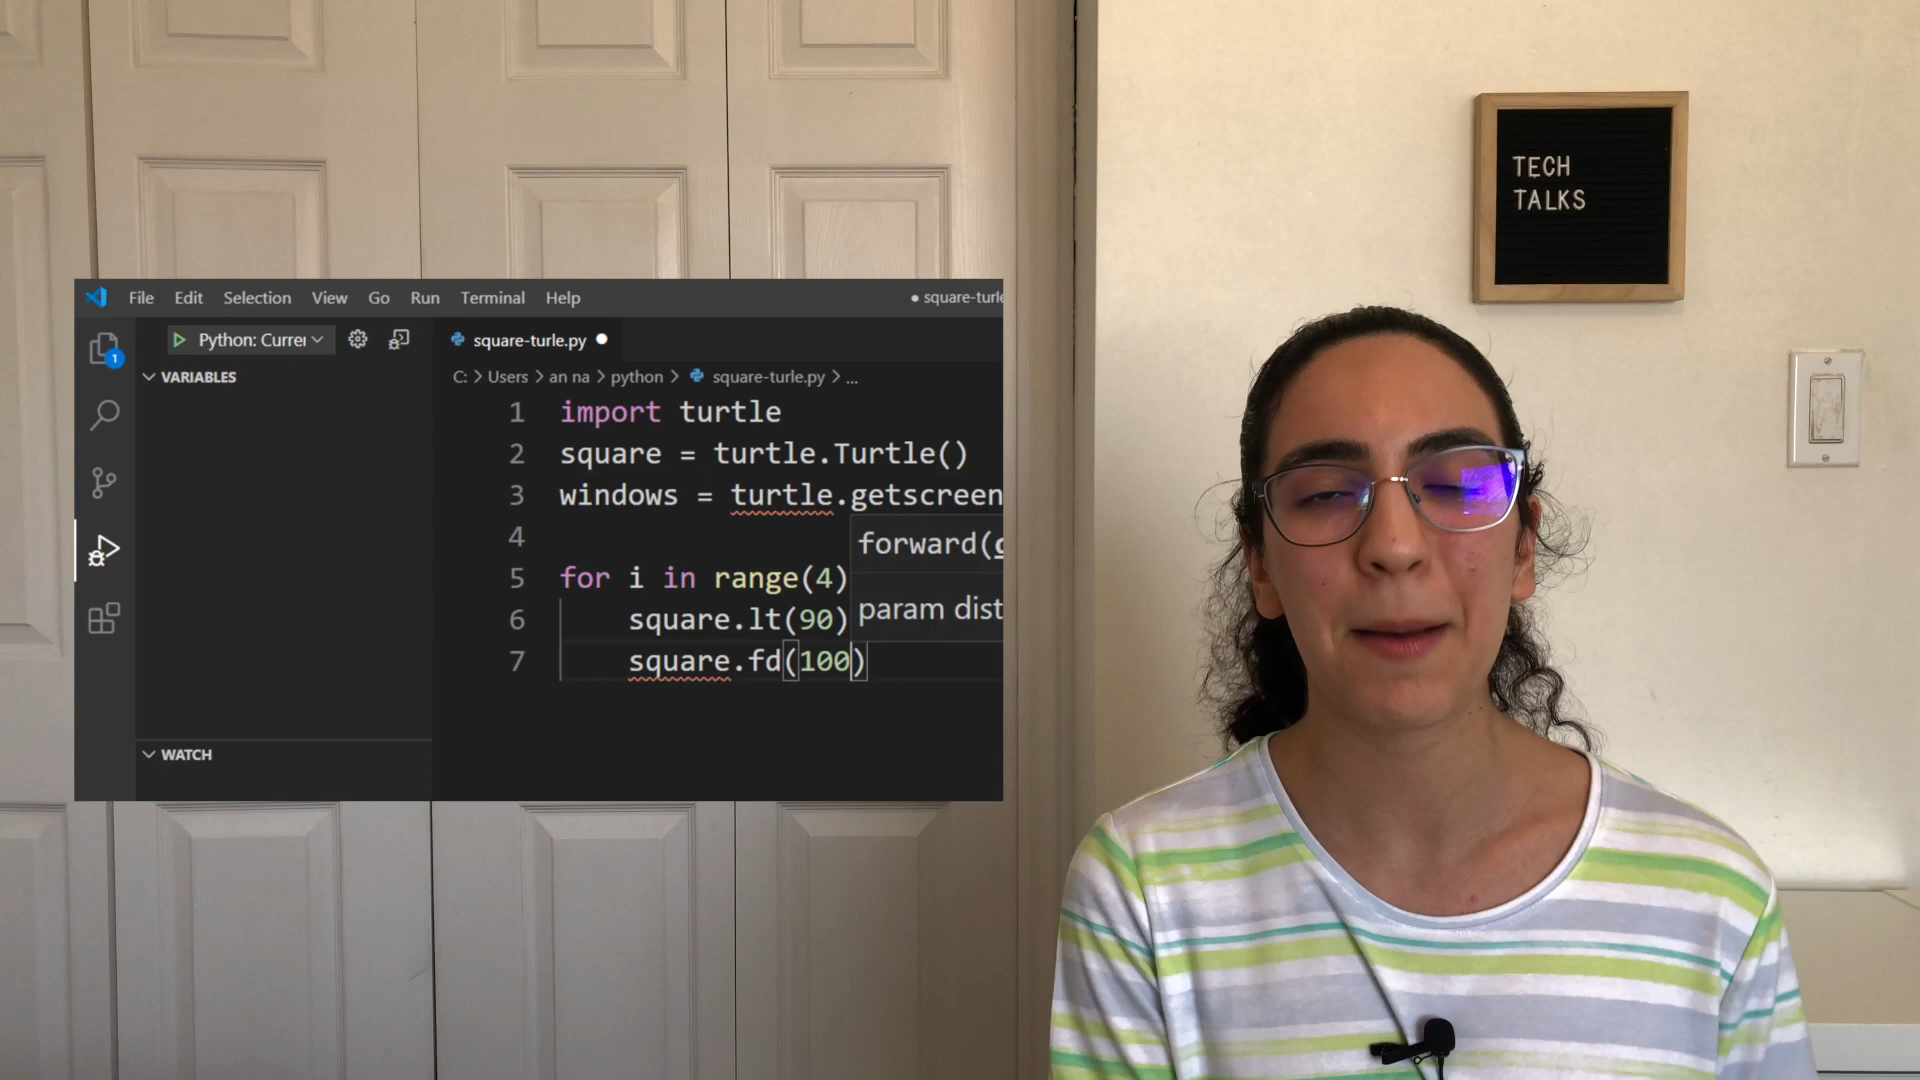 TECH
TALKS
File Edit Selection View Go Run Terminal Help
● square-turle
Python: Currei
square-turle.py
1
VARIABLES
C: > Users > an na > python > square-turle.py > ...
1 import turtle
2 square = turtle.Turtle()
3 windows = turtle.getscreen
4
forward(
5 for i in range(4)
6 square.lt(90)
param dist
7 square.fd(100)
WATCH